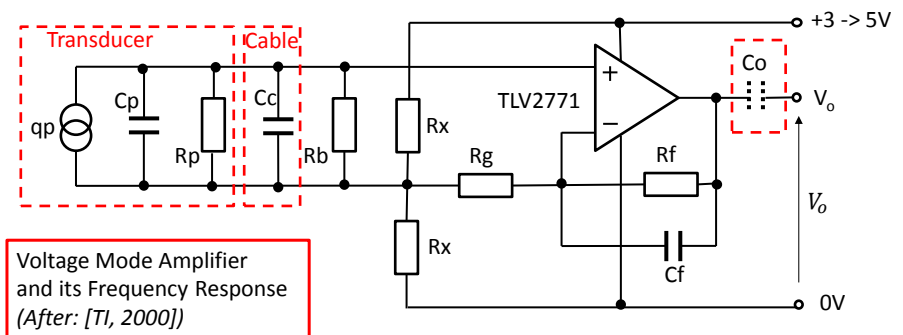 Transducer
Cable
+3 -> 5V
Co
Cp
Cc
TLV2771
Vo
qp
Rx
Rp
Rb
Rg
Rf
Vo
Rx
Cf
Voltage Mode Amplifier
and its Frequency Response
(After: [TI, 2000])
0V
+
−